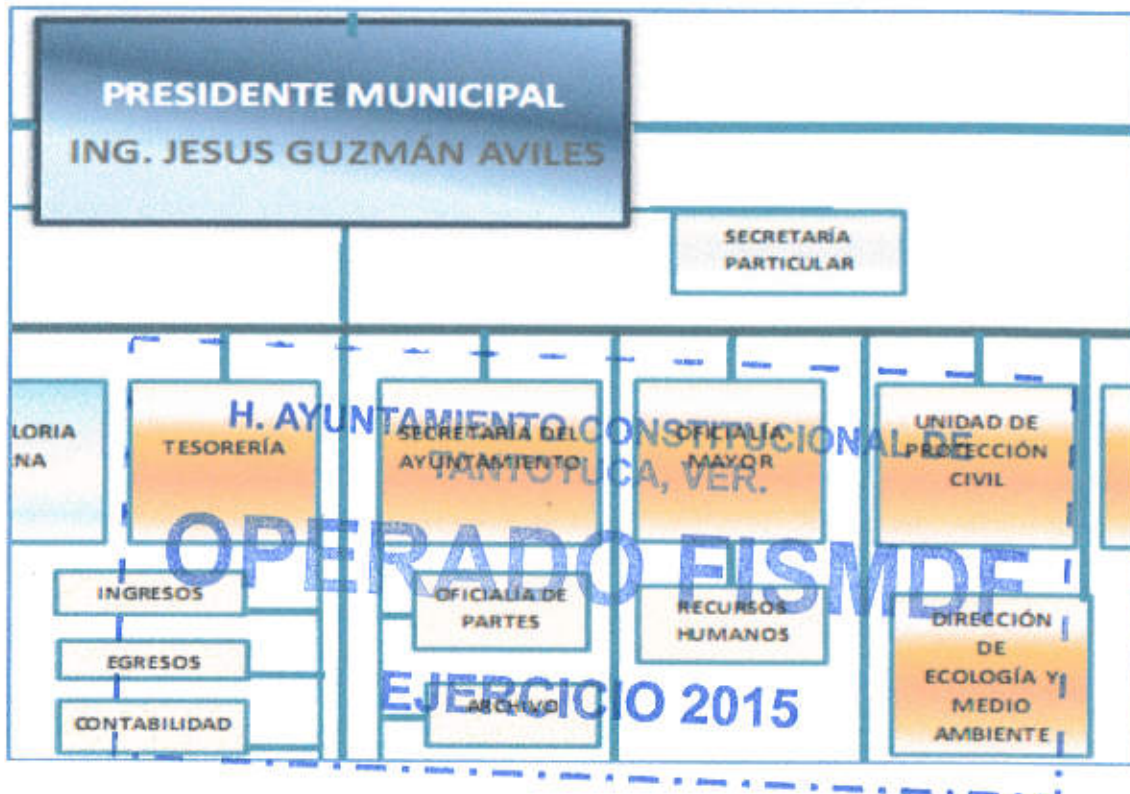 PRESIDENTE MUNICIPAL
ING. JESUS GUZMÁN AVILES
SECRETARÍA
PARTICULAR
LORIA
NA
TESORERÍA
SECRETARÍA DEL
AYUNTAMIENTO
OFICIALÍA
MAYOR
UNIDAD DE
PROTECCIÓN
CIVIL
H. AYUNTAMIENTO CONSTITUCIONAL DE
TANTOYUCA, VER.
OPERADO FISMDF
EJERCICIO 2015
INGRESOS
EGRESOS
CONTABILIDAD
OFICIALÍA DE
PARTES
ARCHIVO
RECURSOS
HUMANOS
DIRECCIÓN
DE
ECOLOGÍA Y
MEDIO
AMBIENTE